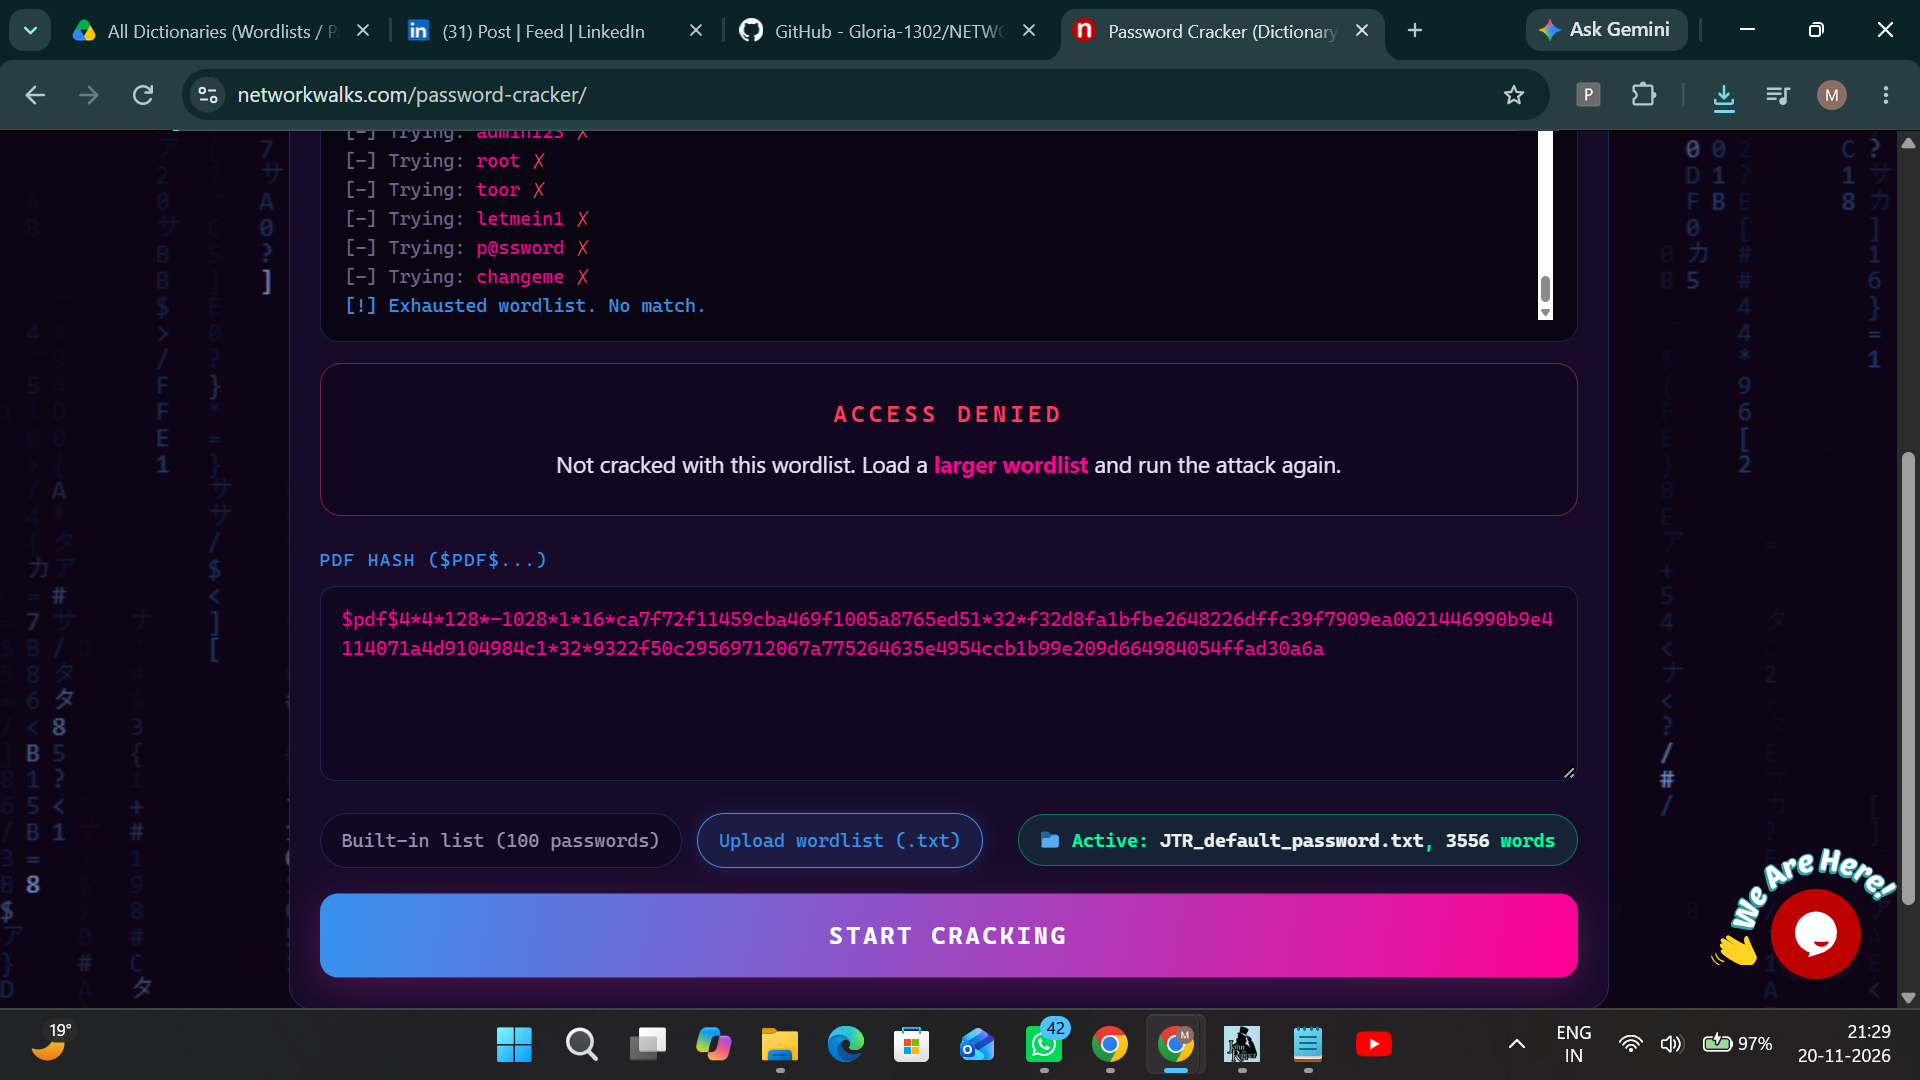 All Dictionaries (Wordlists / P
(31) Post | Feed | LinkedIn
GitHub - Gloria-1302/NETWO
Password Cracker (Dictionary
Ask Gemini
networkwalks.com/password-cracker/
P
M
[-] Trying: admin123 X
[-] Trying: root X
[-] Trying: toor X
[-] Trying: letmein1 X
[-] Trying: p@ssword X
[-] Trying: changeme X
[!] Exhausted wordlist. No match.
ACCESS DENIED
Not cracked with this wordlist. Load a larger wordlist and run the attack again.
PDF HASH ($PDF$...)
$pdf$4*4*128*-1028*1*16*ca7f72f11459cba469f1005a8765ed51*32*f32d8fa1bfbe2648226dffc39f7909ea0021446990b9e4
114071a4d9104984c1*32*9322f50c29569712067a775264635e4954ccb1b99e209d664984054ffad30a6a
Built-in list (100 passwords)
Upload wordlist (.txt)
Active: JTR_default_password.txt, 3556 words
START CRACKING
We Are Here!
19°
42
ENG
IN
97%
21:29
20-11-2026